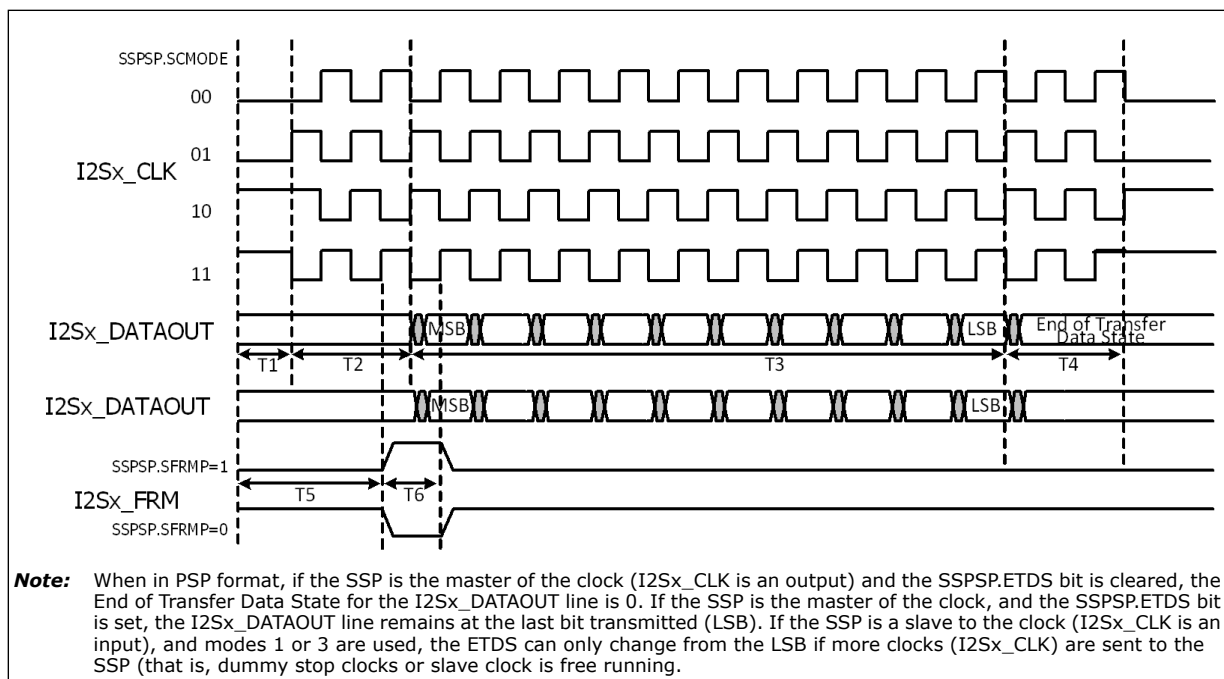 SSPSP.SCMODE
00
01
I2Sx_CLK
10
11
I2Sx_DATAOUT
MSB
LSB
End of Transfer
Data State
T1
T2
T3
T4
I2Sx_DATAOUT
MSB
LSB
SSPSP.SFRMP=1
T5
T6
I2Sx_FRM
SSPSP.SFRMP=0
Note: When in PSP format, if the SSP is the master of the clock (I2Sx_CLK is an output) and the SSPSP.ETDS bit is cleared, the
End of Transfer Data State for the I2Sx_DATAOUT line is 0. If the SSP is the master of the clock, and the SSPSP.ETDS bit
is set, the I2Sx_DATAOUT line remains at the last bit transmitted (LSB). If the SSP is a slave to the clock (I2Sx_CLK is an
input), and modes 1 or 3 are used, the ETDS can only change from the LSB if more clocks (I2Sx_CLK) are sent to the
SSP (that is, dummy stop clocks or slave clock is free running.